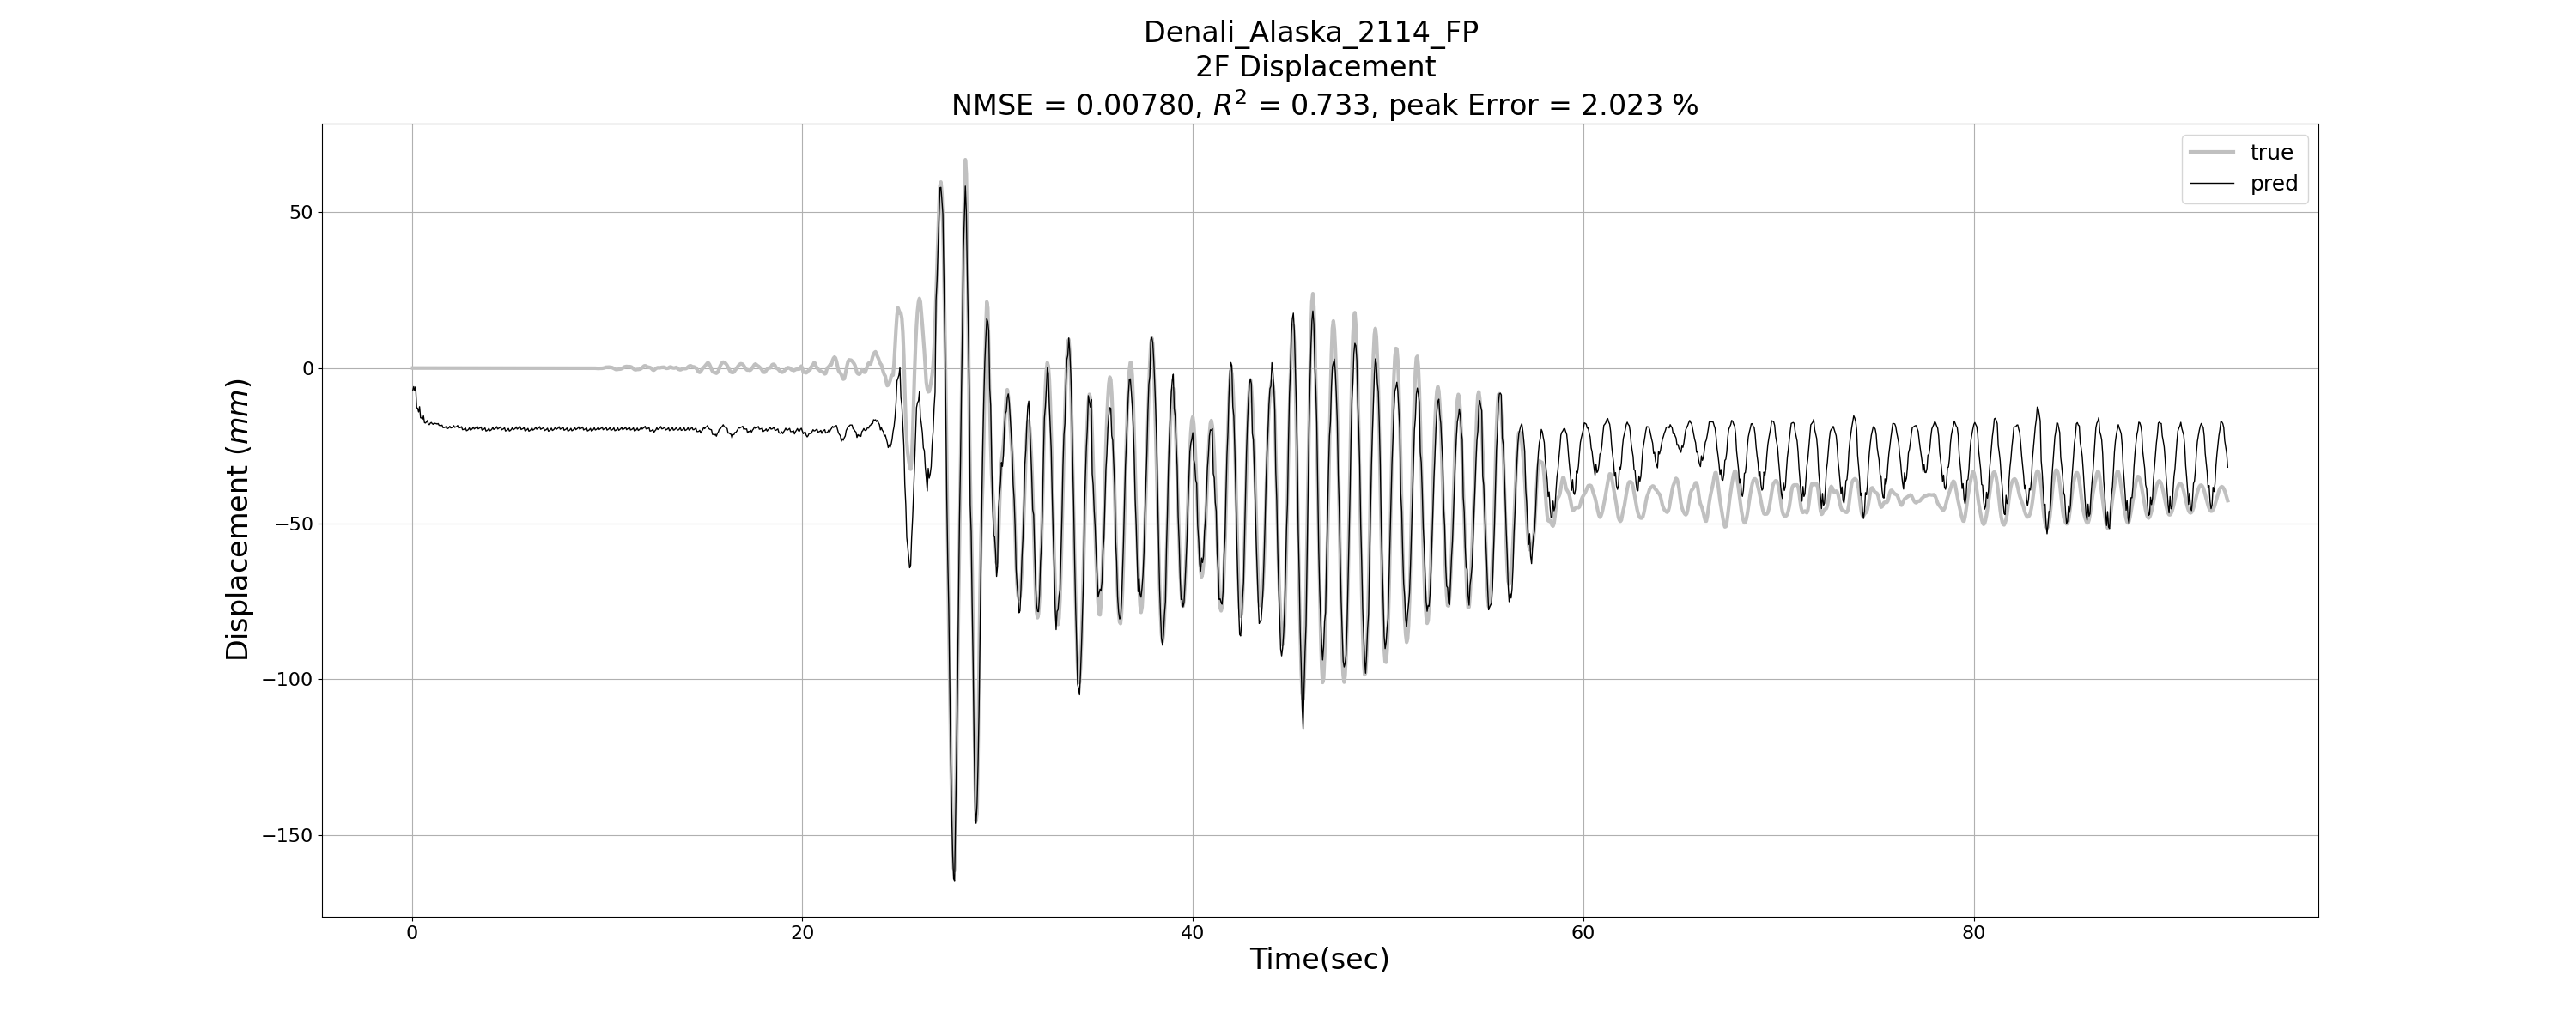 Denali_Alaska_2114_FP
2F Displacement
NMSE = 0.00780, R² = 0.733, peak Error = 2.023 %
true
pred
50
0
−50
−100
−150
Displacement (mm)
0 20 40 60 80
Time(sec)